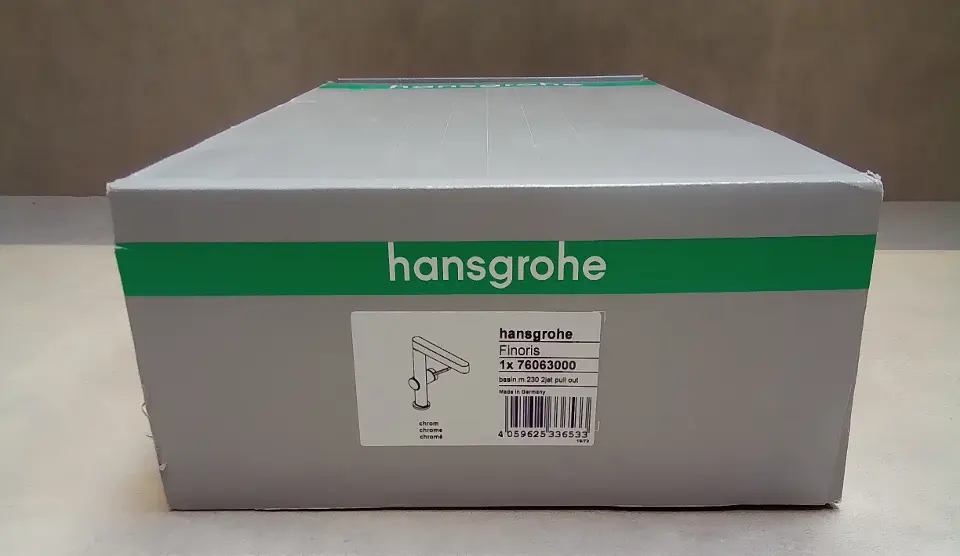 hansgrohe
hansgrohe
hansgrohe
Finoris
1x 76063000
basin m 230 2jet pull out
Made in Germany
chrom
chrome
chromé
4 059625 336533